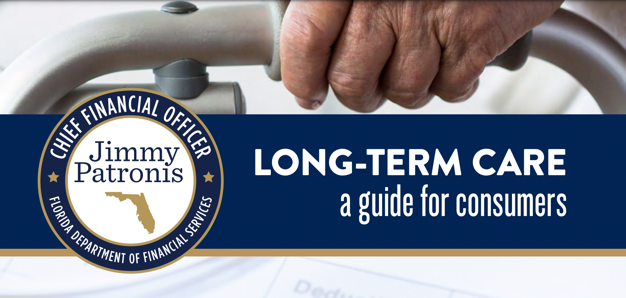 CHIEF FINANCIAL OFFICER
Jimmy
Patronis
FLORIDA DEPARTMENT OF FINANCIAL SERVICES
LONG-TERM CARE
a guide for consumers